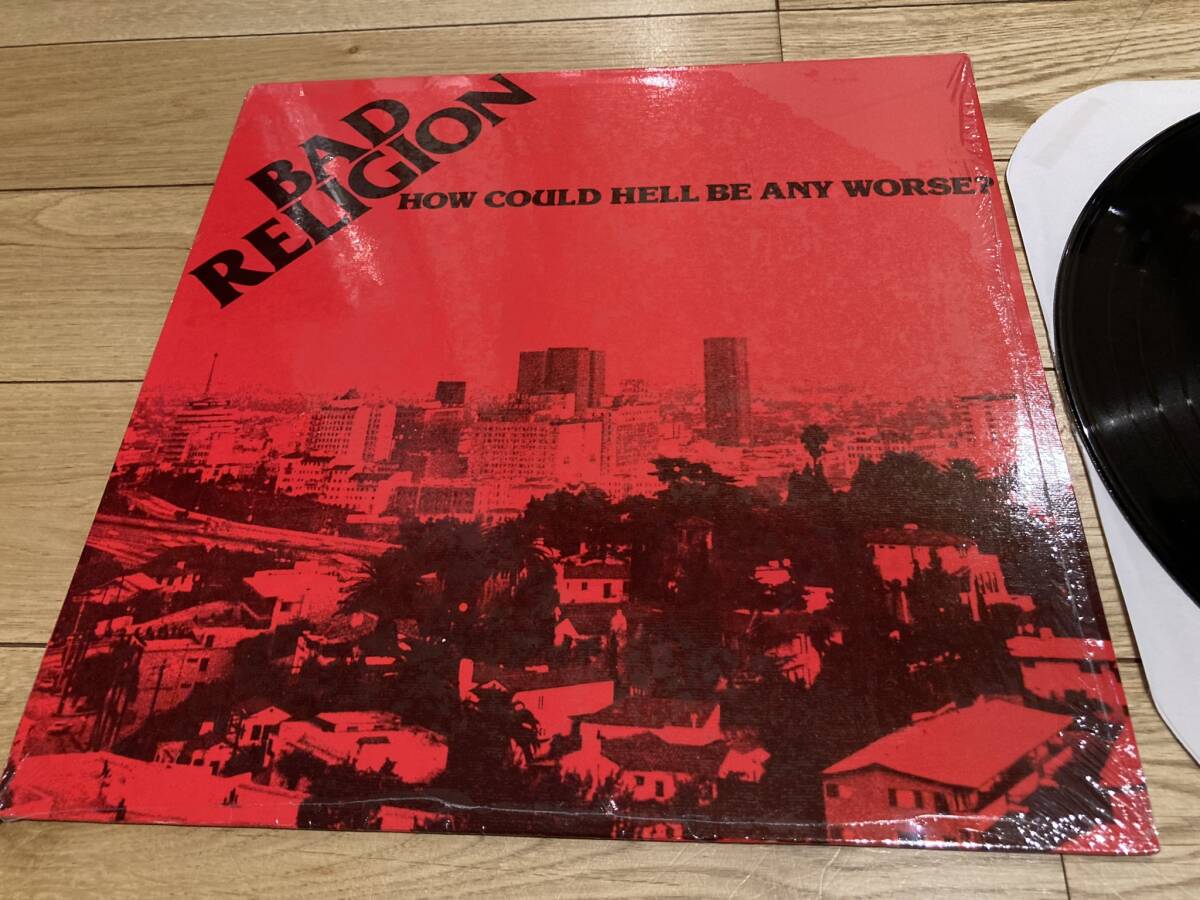 BAD
RELIGION
HOW COULD HELL BE ANY WORSE?